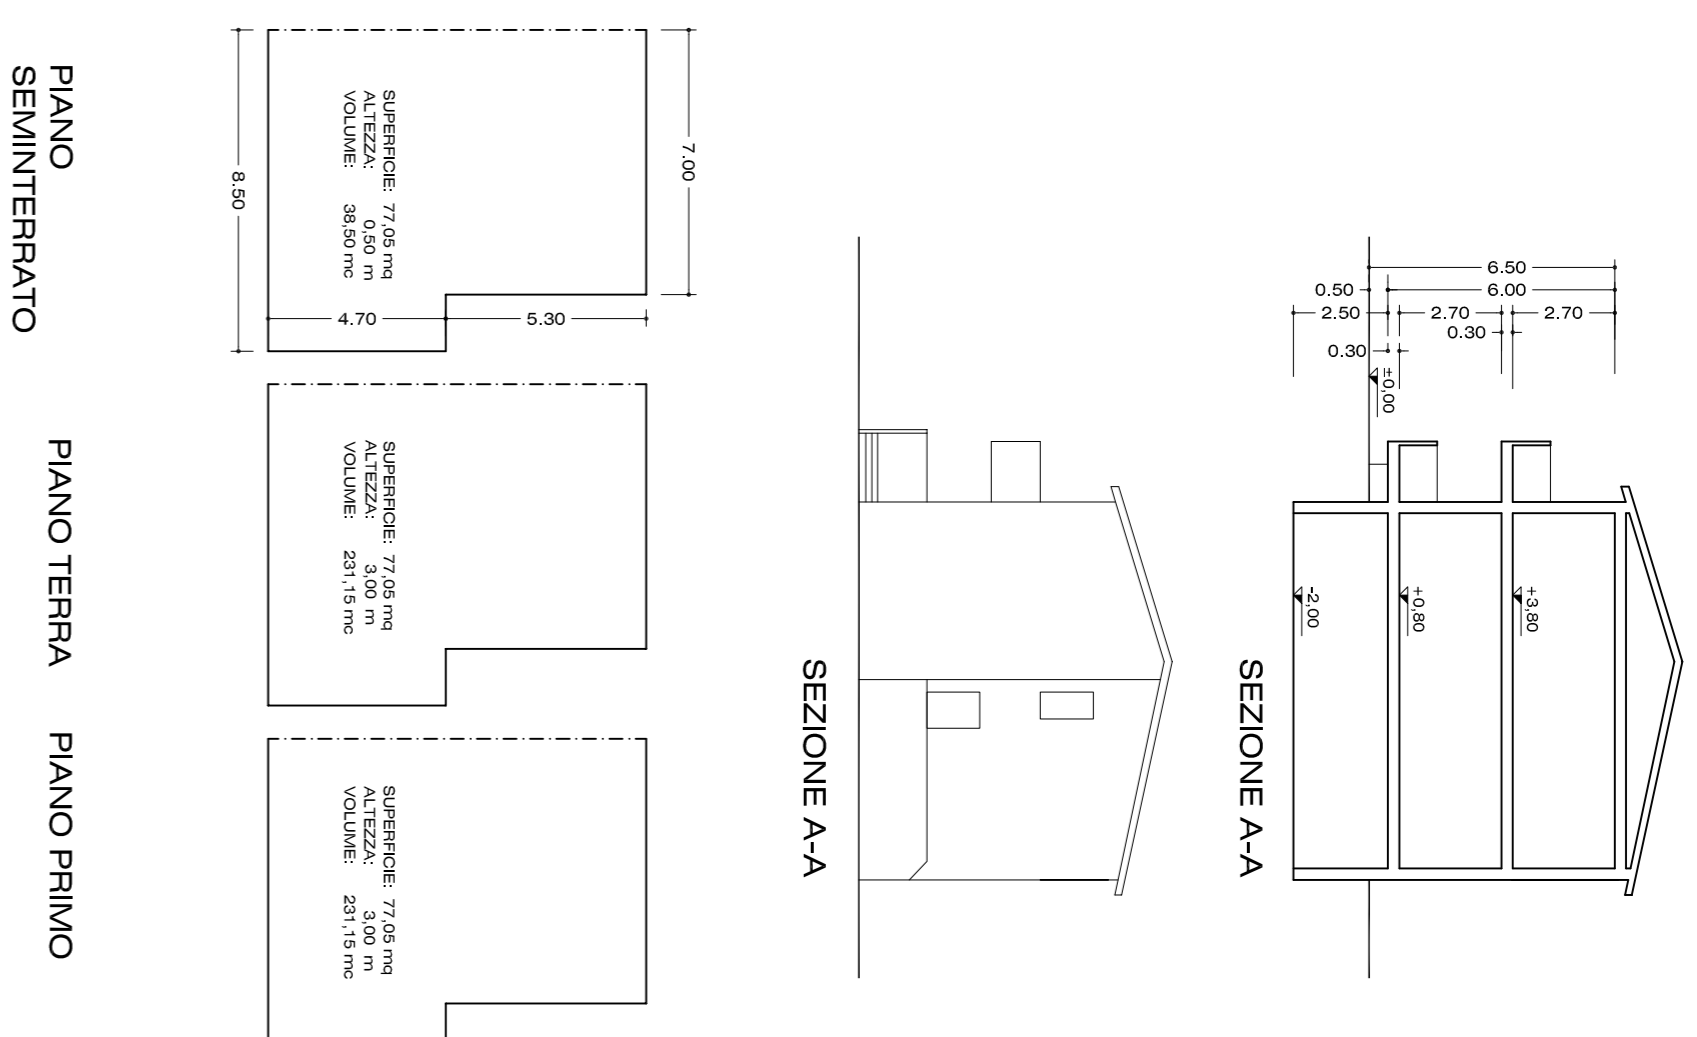 6.50
0.50
6.00
2.50
2.70
2.70
0.30
0.30
±0,00
+3,80
+0,80
-2,00
SEZIONE A-A
SEZIONE A-A
7.00
8.50
4.70
5.30
SUPERFICIE: 77,05 mq
ALTEZZA: 0,50 m
VOLUME: 38,50 mc
SUPERFICIE: 77,05 mq
ALTEZZA: 3,00 m
VOLUME: 231,15 mc
SUPERFICIE: 77,05 mq
ALTEZZA: 3,00 m
VOLUME: 231,15 mc
PIANO
SEMINTERRATO
PIANO TERRA
PIANO PRIMO